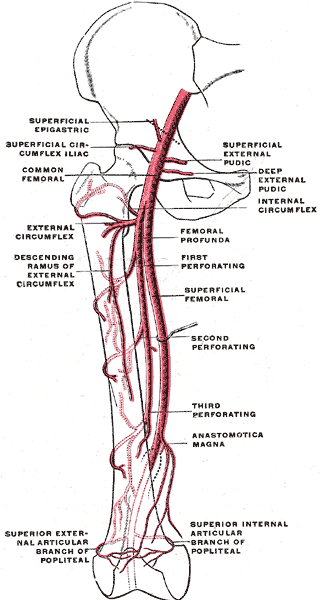 SUPERFICIAL
EPIGASTRIC
SUPERFICIAL CIR-
CUMFLEX ILIAC
COMMON
FEMORAL
SUPERFICIAL
EXTERNAL
PUDIC
DEEP
EXTERNAL
PUDIC
INTERNAL
CIRCUMFLEX
EXTERNAL
CIRCUMFLEX
FEMORAL
PROFUNDA
DESCENDING
RAMUS OF
EXTERNAL
CIRCUMFLEX
FIRST
PERFORATING
SUPERFICIAL
FEMORAL
SECOND
PERFORATING
THIRD
PERFORATING
ANASTOMOTICA
MAGNA
SUPERIOR EXTER-
NAL ARTICULAR
BRANCH OF
POPLITEAL
SUPERIOR INTERNAL
ARTICULAR
BRANCH OF
POPLITEAL